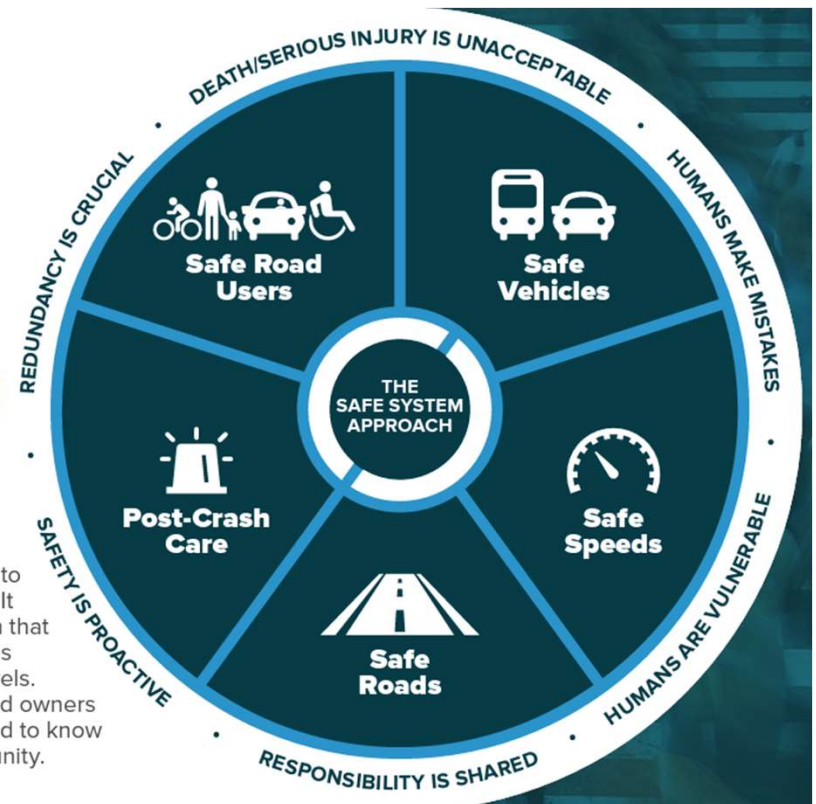 DEATH/SERIOUS INJURY IS UNACCEPTABLE
HUMANS MAKE MISTAKES
HUMANS ARE VULNERABLE
RESPONSIBILITY IS SHARED
SAFETY IS PROACTIVE
REDUNDANCY IS CRUCIAL
Safe Road
Users
Safe
Vehicles
THE
SAFE SYSTEM
APPROACH
Post-Crash
Care
Safe
Speeds
Safe
Roads
to
It
that
els.
d owners
d to know
nity.